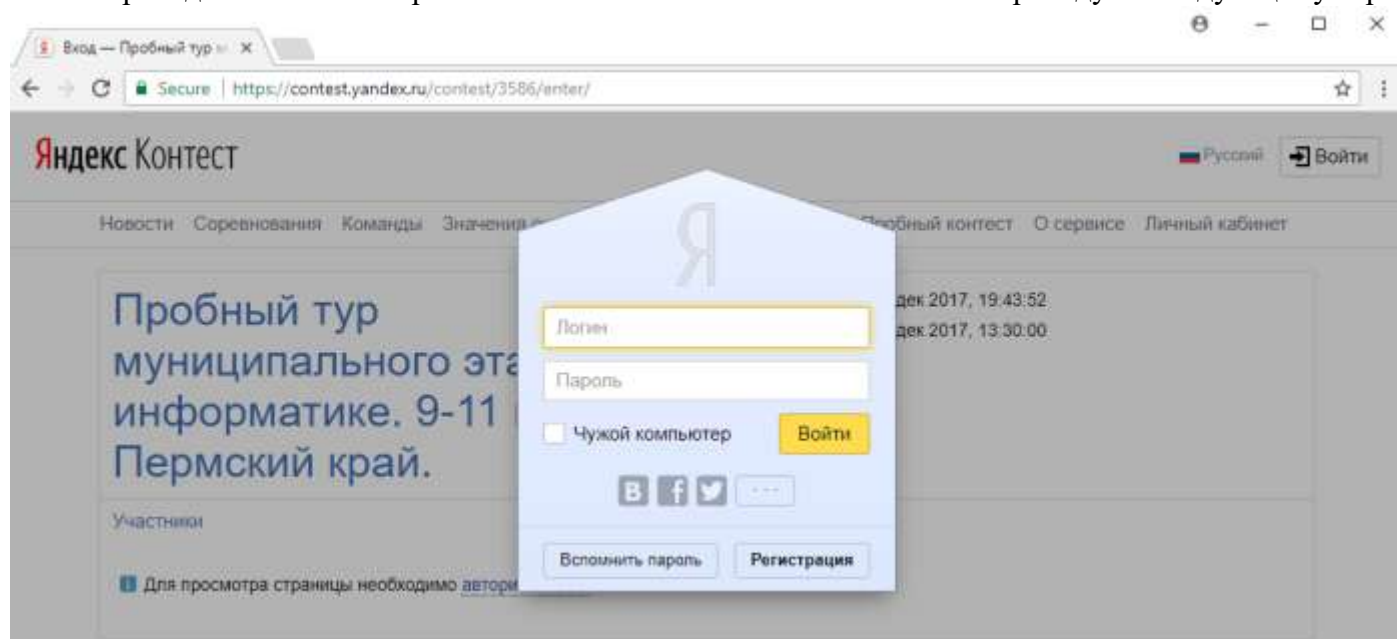 Вход — Пробный тур
Secure | https://contest.yandex.ru/contest/3586/enter/
Яндекс Контест
Русский
Войти
Новости Соревнования Команды Значения Пробный контест О сервисе Личный кабинет
Я
Пробный тур
муниципального эта
информатике. 9-11
Пермский край.
дек 2017, 19:43:52
дек 2017, 13:30:00
Логин
Пароль
Чужой компьютер
Войти
Вспомнить пароль
Регистрация
Участники
Для просмотра страницы необходимо автори